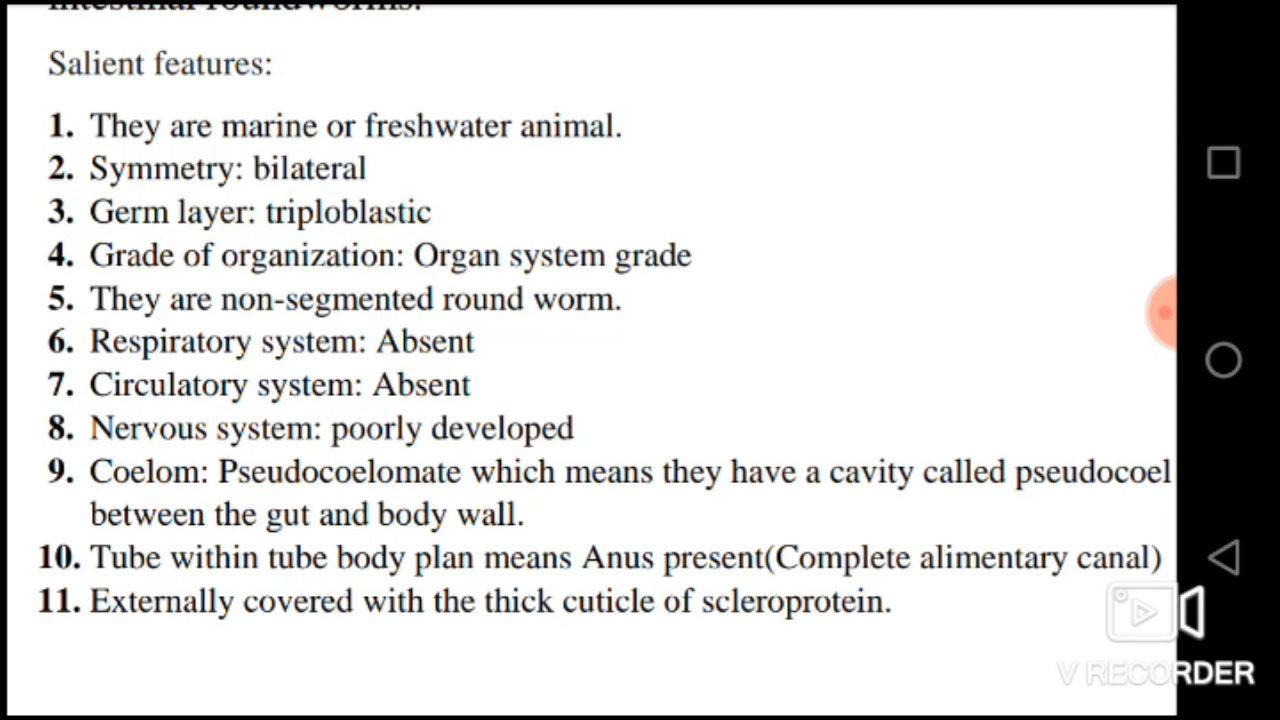 intestinal roundworms.
Salient features:
1. They are marine or freshwater animal.
2. Symmetry: bilateral
3. Germ layer: triploblastic
4. Grade of organization: Organ system grade
5. They are non-segmented round worm.
6. Respiratory system: Absent
7. Circulatory system: Absent
8. Nervous system: poorly developed
9. Coelom: Pseudocoelomate which means they have a cavity called pseudocoel
between the gut and body wall.
10. Tube within tube body plan means Anus present(Complete alimentary canal)
11. Externally covered with the thick cuticle of scleroprotein.
V RECORDER